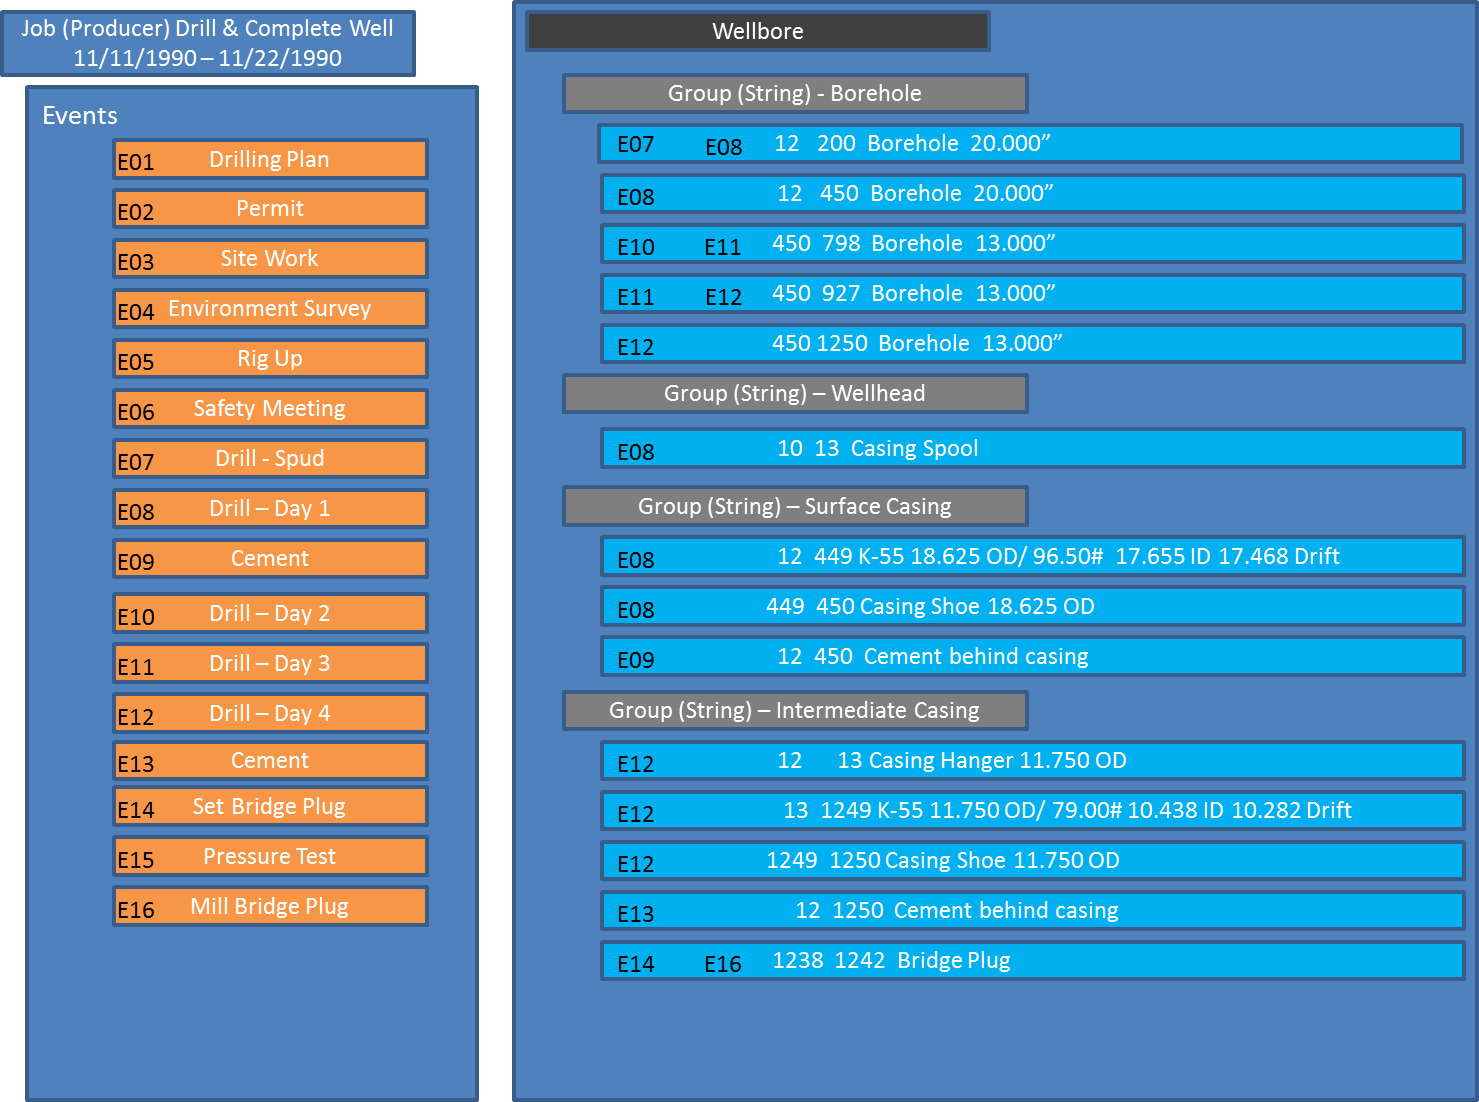 Job (Producer) Drill & Complete Well
11/11/1990 – 11/22/1990
Events
E01 Drilling Plan
E02 Permit
E03 Site Work
E04 Environment Survey
E05 Rig Up
E06 Safety Meeting
E07 Drill - Spud
E08 Drill – Day 1
E09 Cement
E10 Drill – Day 2
E11 Drill – Day 3
E12 Drill – Day 4
E13 Cement
E14 Set Bridge Plug
E15 Pressure Test
E16 Mill Bridge Plug
Wellbore
Group (String) - Borehole
E07 E08 12 200 Borehole 20.000”
E08 12 450 Borehole 20.000”
E10 E11 450 798 Borehole 13.000”
E11 E12 450 927 Borehole 13.000”
E12 450 1250 Borehole 13.000”
Group (String) – Wellhead
E08 10 13 Casing Spool
Group (String) – Surface Casing
E08 12 449 K-55 18.625 OD/ 96.50# 17.655 ID 17.468 Drift
E08 449 450 Casing Shoe 18.625 OD
E09 12 450 Cement behind casing
Group (String) – Intermediate Casing
E12 12 13 Casing Hanger 11.750 OD
E12 13 1249 K-55 11.750 OD/ 79.00# 10.438 ID 10.282 Drift
E12 1249 1250 Casing Shoe 11.750 OD
E13 12 1250 Cement behind casing
E14 E16 1238 1242 Bridge Plug